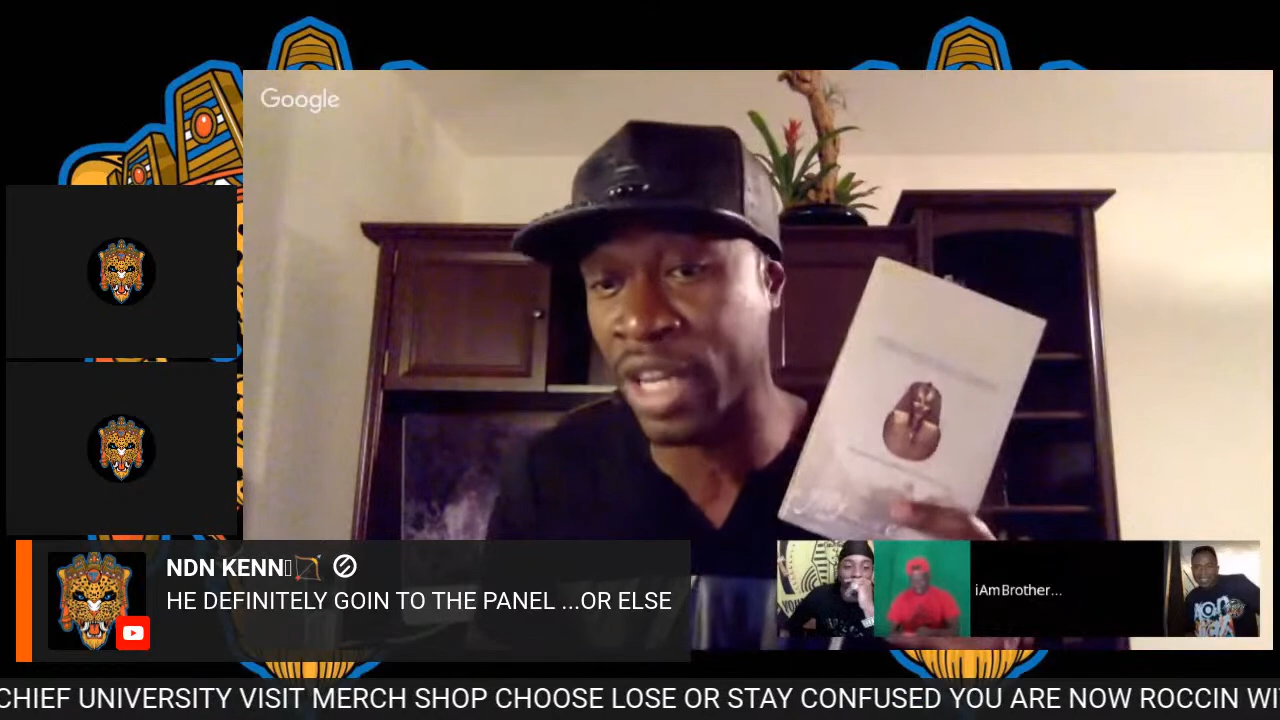 Google
NDN KENN🏹
HE DEFINITELY GOIN TO THE PANEL ...OR ELSE
iAmBrother...
CHIEF UNIVERSITY VISIT MERCH SHOP CHOOSE LOSE OR STAY CONFUSED YOU ARE NOW ROCCIN WI